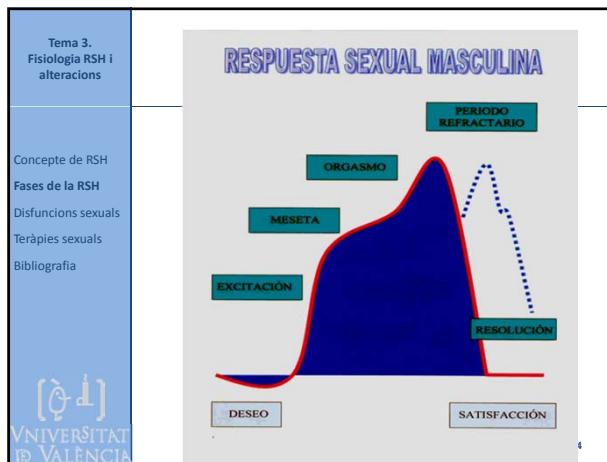 Tema 3.
Fisiologia RSH i
alteracions
Concepte de RSH
Fases de la RSH
Disfuncions sexuals
Teràpies sexuals
Bibliografia
VNIVERSITAT
D VALÈNCIA
RESPUESTA SEXUAL MASCULINA
PERIODO
REFRACTARIO
ORGASMO
MESETA
EXCITACIÓN
RESOLUCIÓN
DESEO
SATISFACCIÓN
4